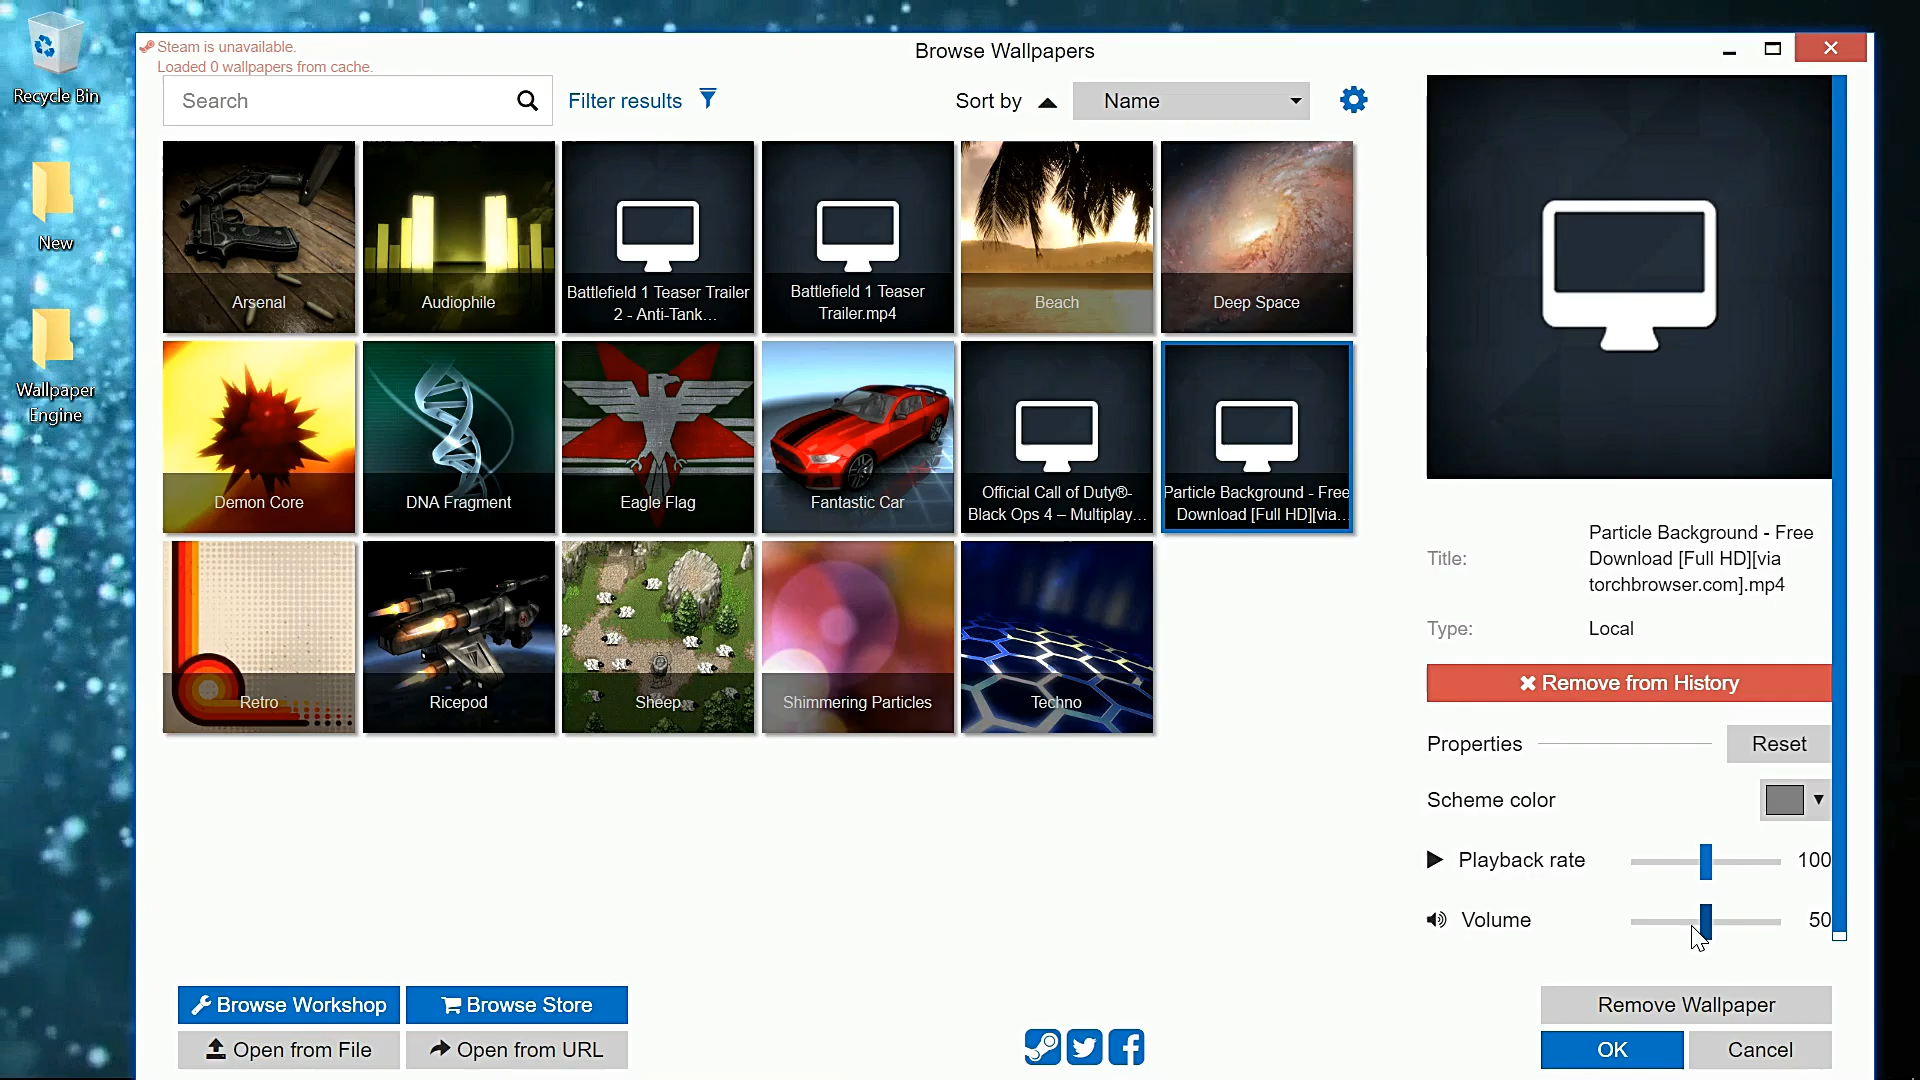 Recycle Bin
New
Wallpaper
Engine
Steam is unavailable.
Loaded 0 wallpapers from cache.
Browse Wallpapers
Search
Filter results
Sort by
Name
Arsenal
Audiophile
Battlefield 1 Teaser Trailer
2 - Anti-Tank...
Battlefield 1 Teaser
Trailer.mp4
Beach
Deep Space
Demon Core
DNA Fragment
Eagle Flag
Fantastic Car
Official Call of Duty®-
Black Ops 4 – Multiplay...
Particle Background - Free
Download [Full HD][via...
Retro
Ricepod
Sheep
Shimmering Particles
Techno
Title:
Particle Background - Free
Download [Full HD][via
torchbrowser.com].mp4
Type:
Local
Remove from History
Properties
Reset
Scheme color
Playback rate
100
Volume
50
Browse Workshop
Browse Store
Open from File
Open from URL
Remove Wallpaper
OK
Cancel